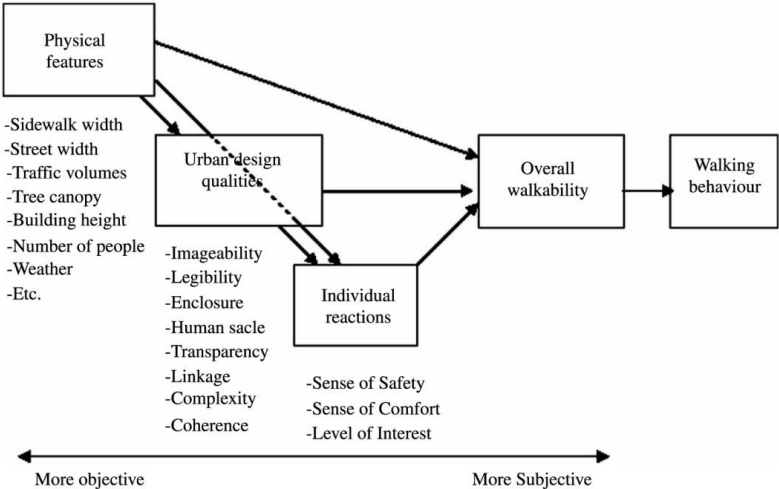 Physical
features
-Sidewalk width
-Street width
-Traffic volumes
-Tree canopy
-Building height
-Number of people
-Weather
-Etc.
Urban design
qualities
-Imageability
-Legibility
-Enclosure
-Human sacle
-Transparency
-Linkage
-Complexity
-Coherence
Individual
reactions
-Sense of Safety
-Sense of Comfort
-Level of Interest
Overall
walkability
Walking
behaviour
More objective
More Subjective